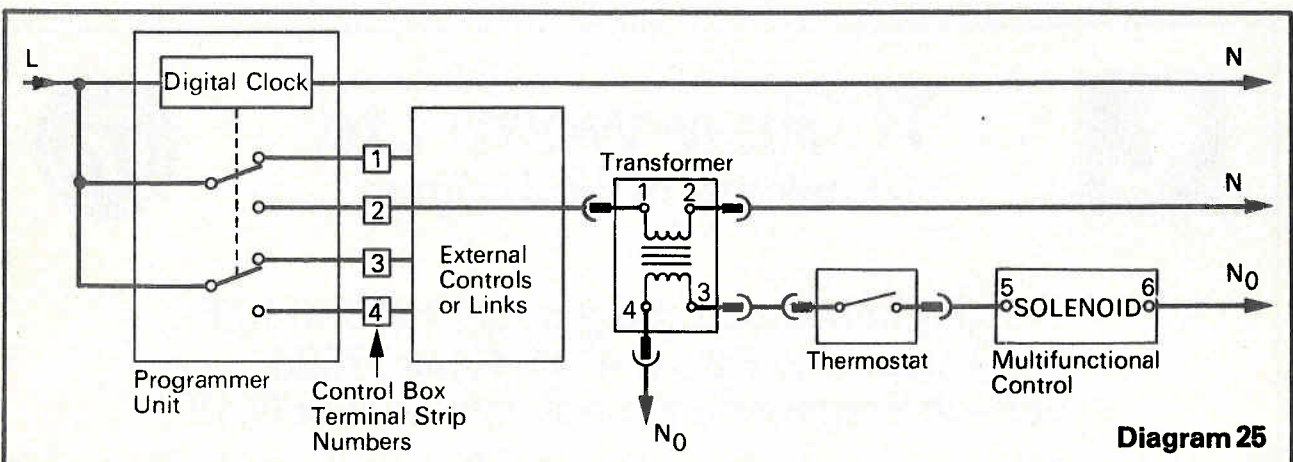 L
N
Digital Clock
Transformer
1
1
2
2
N
External
Controls
or Links
3
4
4
3
5
SOLENOID
6
N0
Thermostat
Multifunctional
Control
Programmer
Unit
Control Box
Terminal Strip
Numbers
N0
Diagram 25